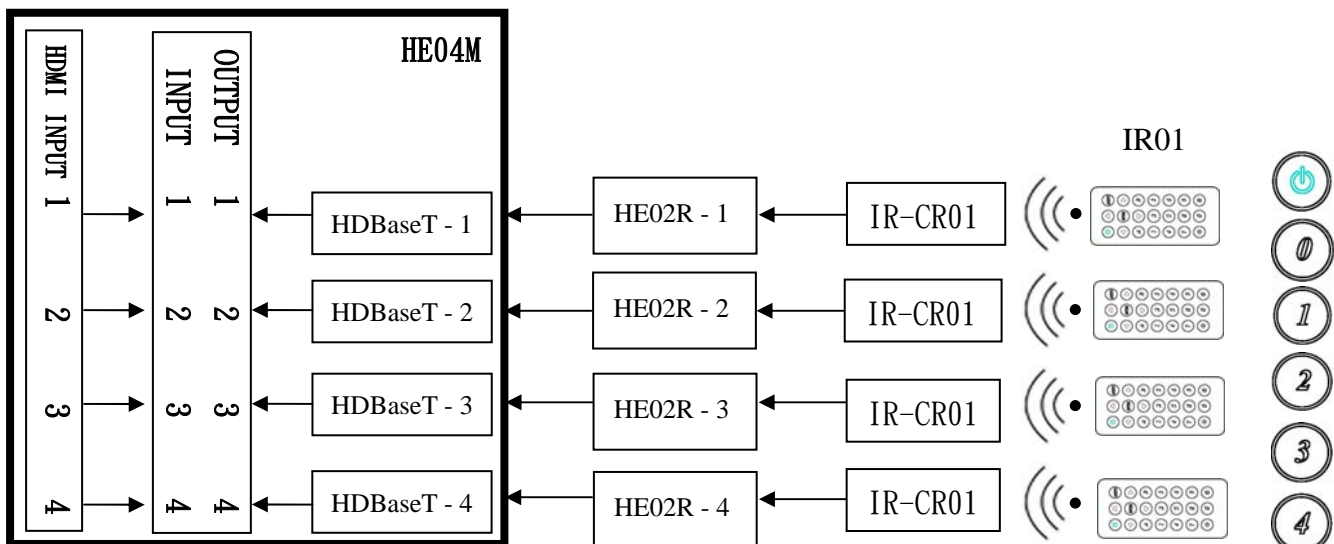 HE04M
HDMI INPUT 1 2 3 4
INPUT 1 2 3 4
OUTPUT 1 2 3 4
HDBaseT - 1
HDBaseT - 2
HDBaseT - 3
HDBaseT - 4
HE02R - 1
HE02R - 2
HE02R - 3
HE02R - 4
IR-CR01
IR-CR01
IR-CR01
IR-CR01
IR01
0
1
2
3
4